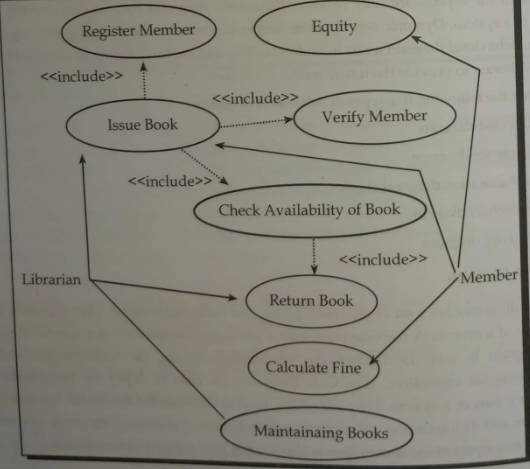 Register Member
Equity
<<include>>
<<include>>
Issue Book
Verify Member
<<include>>
Check Availability of Book
<<include>>
Librarian
Member
Return Book
Calculate Fine
Maintainaing Books